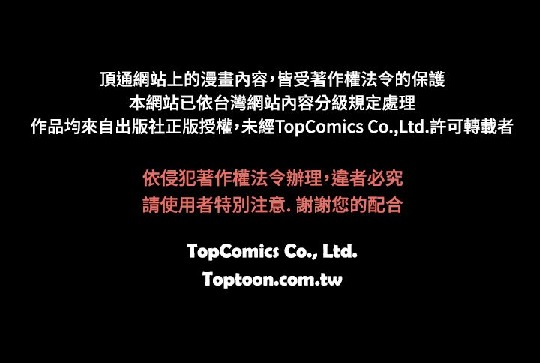 頂通網站上的漫畫內容，皆受著作權法令的保護
本網站已依台灣網站內容分級規定處理
作品均來自出版社正版授權，未經TopComics Co.,Ltd.許可轉載者
依侵犯著作權法令辦理，違者必究
請使用者特別注意. 謝謝您的配合
TopComics Co., Ltd.
Toptoon.com.tw